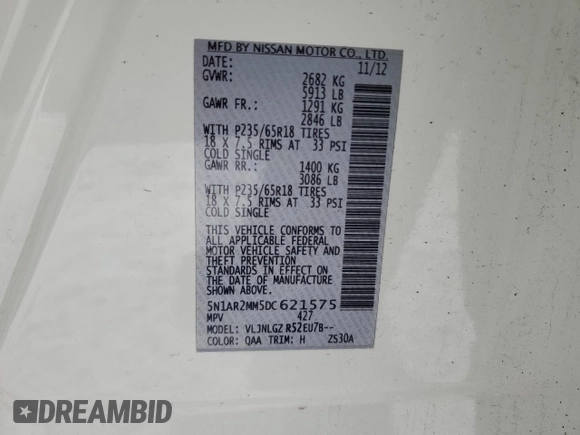 MFD BY NISSAN MOTOR CO., LTD.
DATE: 11/12
GVWR: 2682 KG
5913 LB
GAWR FR.: 1291 KG
2846 LB
WITH P235/65R18 TIRES
18 X 7.5 RIMS AT 33 PSI
COLD SINGLE
GAWR RR.: 1400 KG
3086 LB
WITH P235/65R18 TIRES
18 X 7.5 RIMS AT 33 PSI
COLD SINGLE
THIS VEHICLE CONFORMS TO
ALL APPLICABLE FEDERAL
MOTOR VEHICLE SAFETY AND
THEFT PREVENTION
STANDARDS IN EFFECT ON
THE DATE OF MANUFACTURE
SHOWN ABOVE.
5N1AR2MM5DC621575
MPV 427
MODEL: VLJNLGZ R52EU7B--
COLOR: QAA TRIM: H ZS30A
DREAMBID